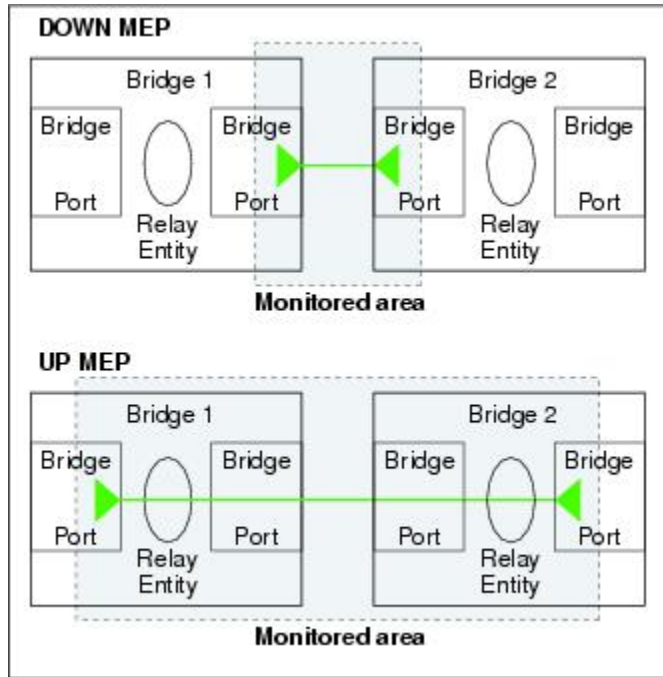 DOWN MEP
Bridge 1
Bridge 2
Bridge
Bridge
Bridge
Bridge
Port
Port
Port
Port
Relay
Entity
Relay
Entity
Monitored area
UP MEP
Bridge 1
Bridge 2
Bridge
Bridge
Bridge
Bridge
Port
Port
Port
Port
Relay
Entity
Relay
Entity
Monitored area